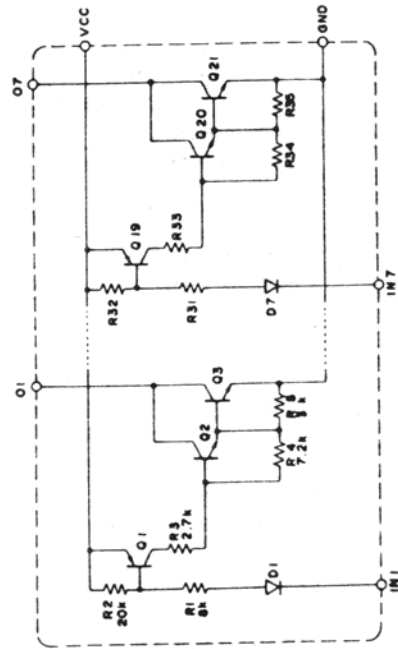 O1
O7
VCC
R2
20k
Q1
R1
8k
R3
2.7k
D1
IN1
Q2
Q3
R 4
7.2k
R32
Q19
R31
R33
D7
IN7
Q20
Q21
R34
R35
GND